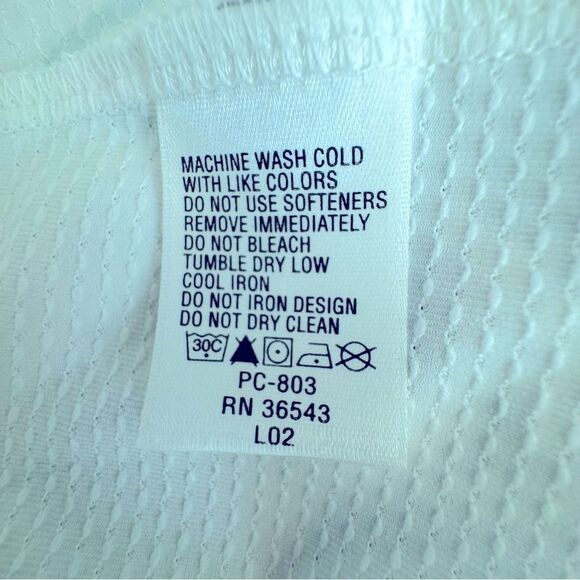 MACHINE WASH COLD
WITH LIKE COLORS
DO NOT USE SOFTENERS
REMOVE IMMEDIATELY
DO NOT BLEACH
TUMBLE DRY LOW
COOL IRON
DO NOT IRON DESIGN
DO NOT DRY CLEAN
30C
PC-803
RN 36543
L02